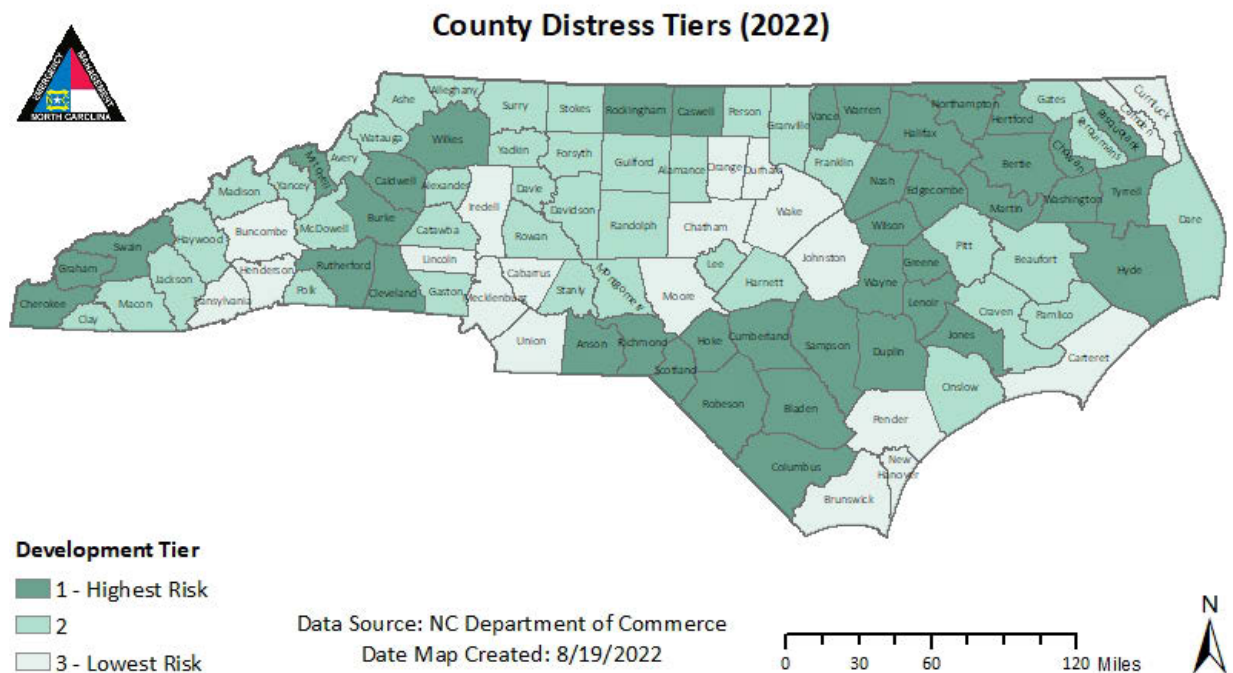 County Distress Tiers (2022)
EMERGENCY
MANAGEMENT
N C
NORTH CAROLINA
Ashe
Alleghany
Surry
Stokes
Rockingham
Caswell
Person
Granville
Vance
Warren
Northampton
Gates
Currituck
Camden
Pasquotank
Perquimans
Hertford
Halifax
Watauga
Wilkes
Yadkin
Forsyth
Guilford
Alamance
Orange
Durham
Franklin
Bertie
Chowan
Mitchell
Avery
Caldwell
Alexander
Davie
Iredell
Davidson
Randolph
Chatham
Wake
Nash
Edgecombe
Martin
Washington
Tyrrell
Dare
Madison
Yancey
Burke
McDowell
Catawba
Rowan
Wilson
Pitt
Beaufort
Hyde
Swain
Haywood
Buncombe
Lincoln
Lee
Johnston
Greene
Graham
Jackson
Henderson
Rutherford
Cabarrus
Montgomery
Harnett
Wayne
Cherokee
Macon
Transylvania
Polk
Cleveland
Gaston
Mecklenburg
Stanly
Moore
Lenoir
Craven
Pamlico
Clay
Union
Anson
Richmond
Hoke
Cumberland
Sampson
Duplin
Jones
Carteret
Scotland
Onslow
Robeson
Bladen
Pender
Columbus
New
Hanover
Brunswick
Development Tier
1 - Highest Risk
2
3 - Lowest Risk
Data Source: NC Department of Commerce
Date Map Created: 8/19/2022
0 30 60 120 Miles
N